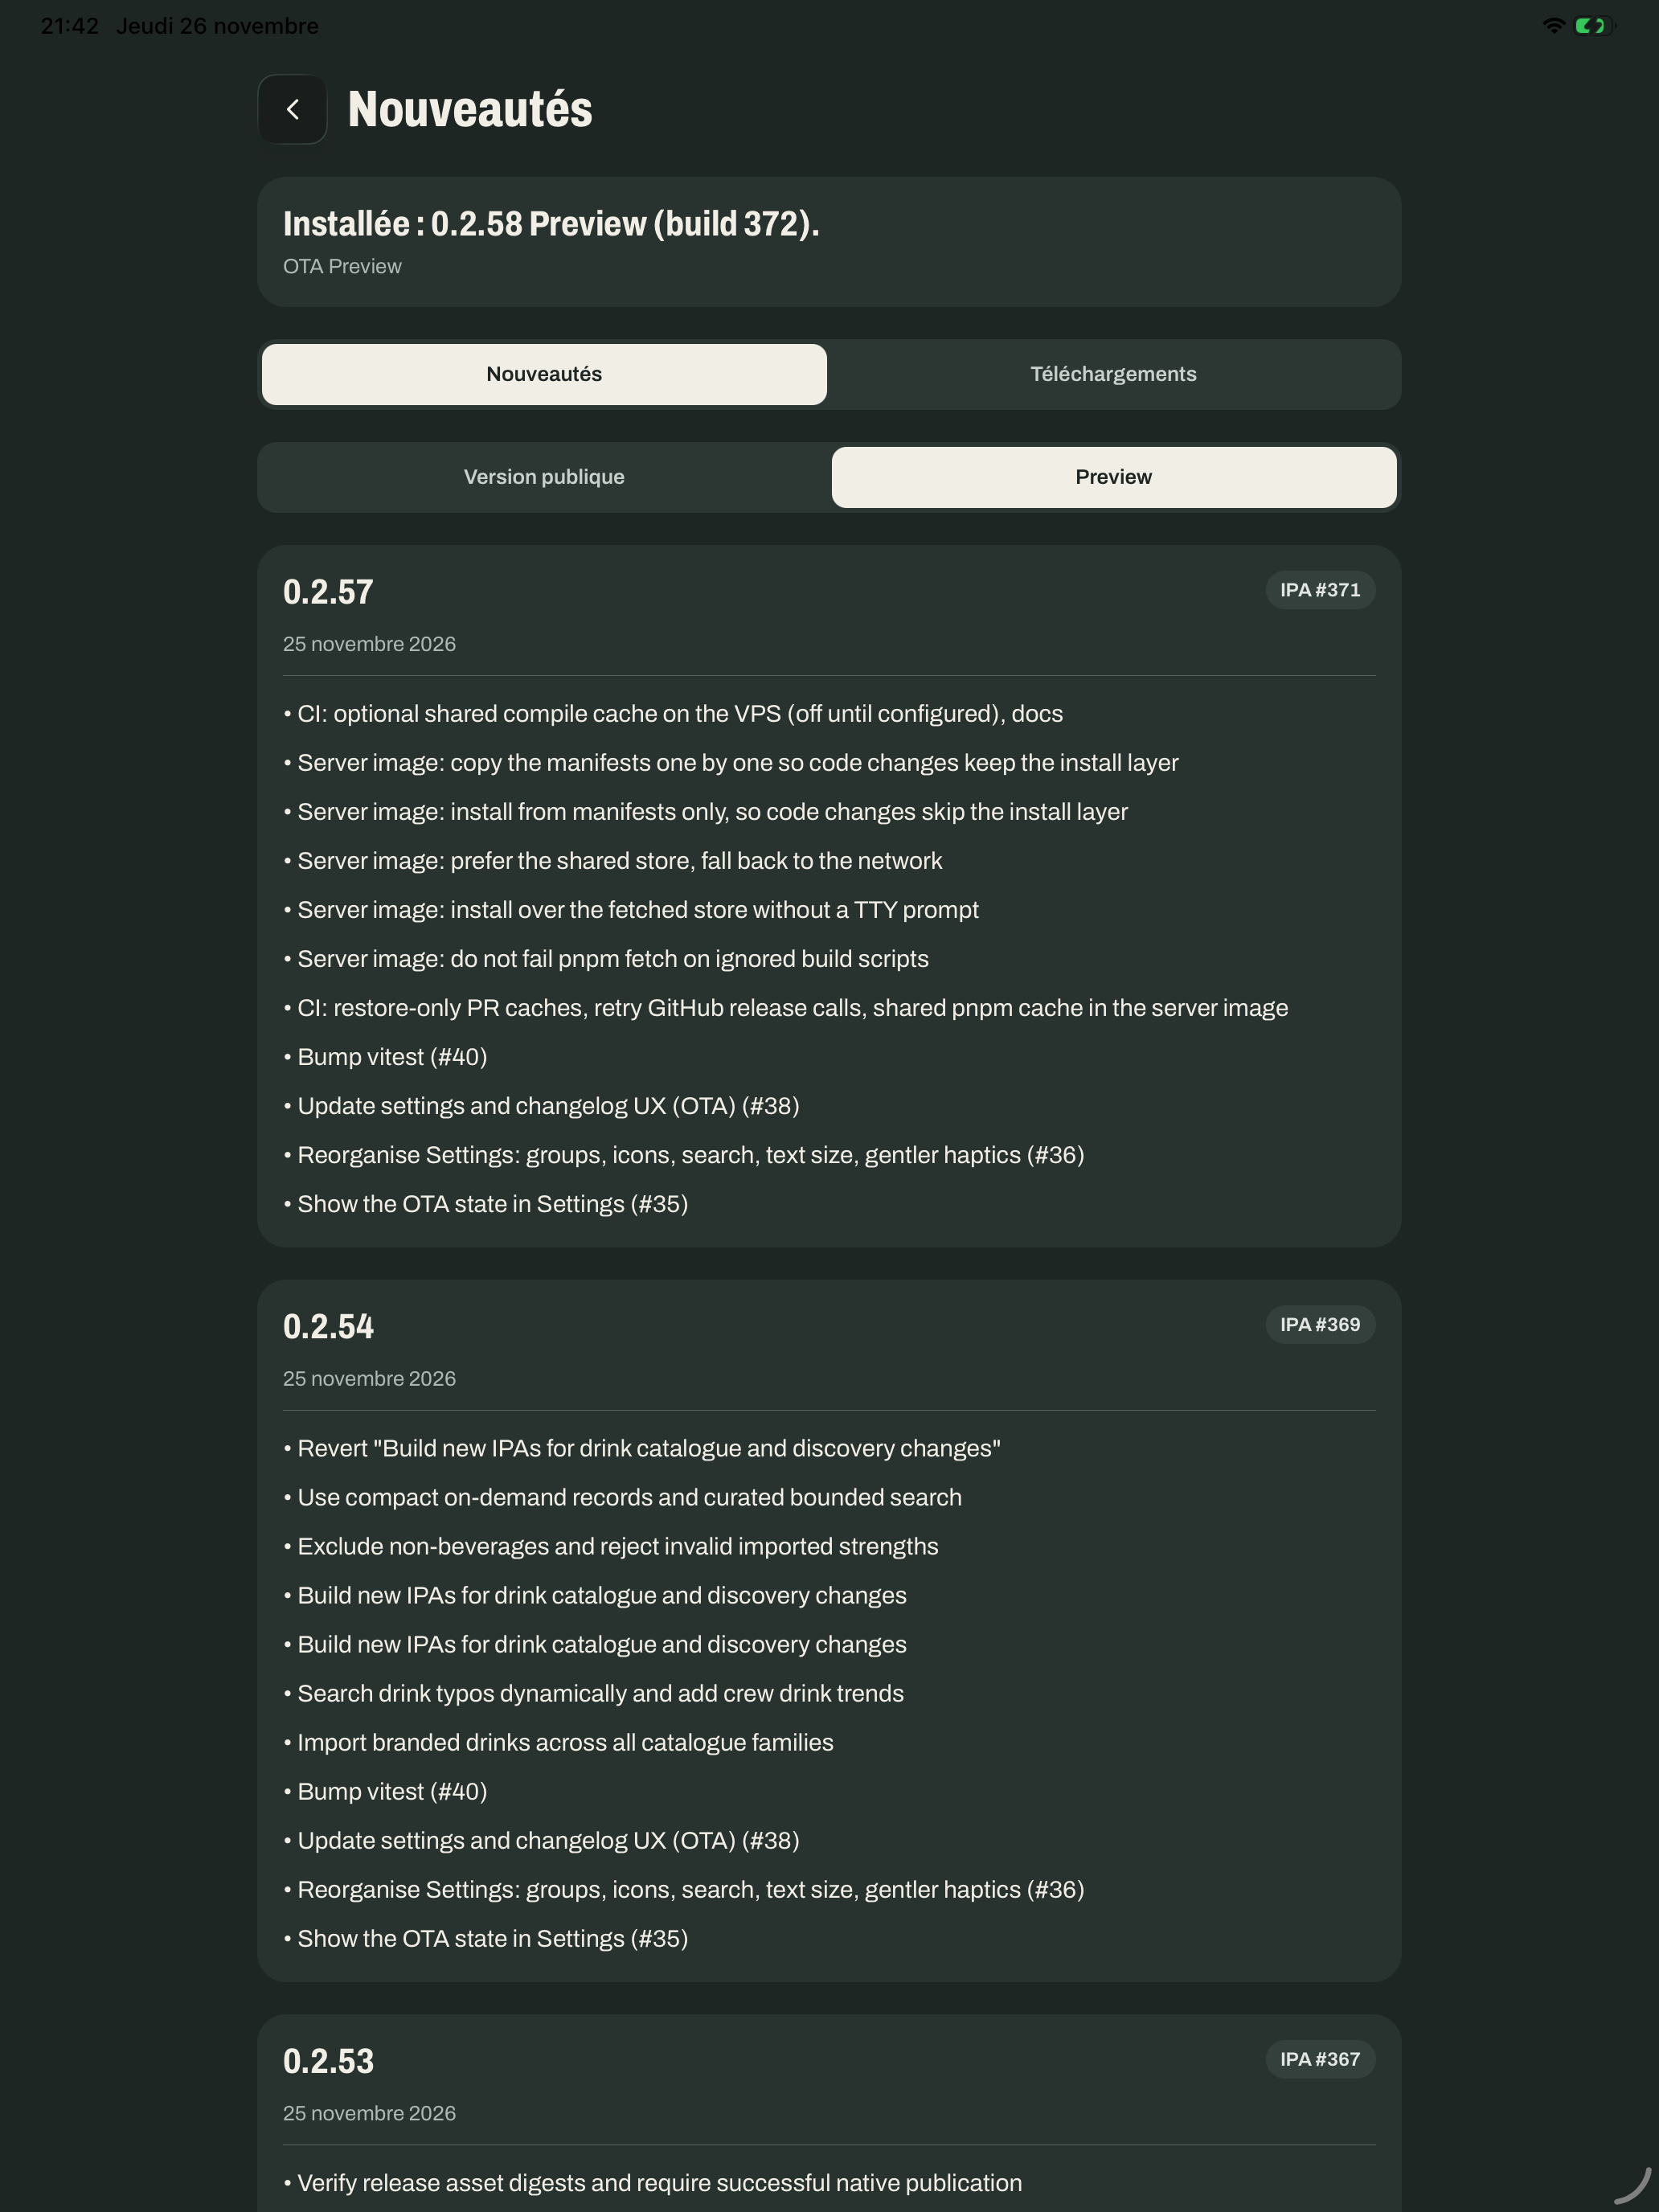 21:42 Jeudi 26 novembre
Nouveautés
Installée : 0.2.58 Preview (build 372).
OTA Preview
Nouveautés
Téléchargements
Version publique
Preview
0.2.57
IPA #371
25 novembre 2026
• CI: optional shared compile cache on the VPS (off until configured), docs
• Server image: copy the manifests one by one so code changes keep the install layer
• Server image: install from manifests only, so code changes skip the install layer
• Server image: prefer the shared store, fall back to the network
• Server image: install over the fetched store without a TTY prompt
• Server image: do not fail pnpm fetch on ignored build scripts
• CI: restore-only PR caches, retry GitHub release calls, shared pnpm cache in the server image
• Bump vitest (#40)
• Update settings and changelog UX (OTA) (#38)
• Reorganise Settings: groups, icons, search, text size, gentler haptics (#36)
• Show the OTA state in Settings (#35)
0.2.54
IPA #369
25 novembre 2026
• Revert "Build new IPAs for drink catalogue and discovery changes"
• Use compact on-demand records and curated bounded search
• Exclude non-beverages and reject invalid imported strengths
• Build new IPAs for drink catalogue and discovery changes
• Build new IPAs for drink catalogue and discovery changes
• Search drink typos dynamically and add crew drink trends
• Import branded drinks across all catalogue families
• Bump vitest (#40)
• Update settings and changelog UX (OTA) (#38)
• Reorganise Settings: groups, icons, search, text size, gentler haptics (#36)
• Show the OTA state in Settings (#35)
0.2.53
IPA #367
25 novembre 2026
• Verify release asset digests and require successful native publication